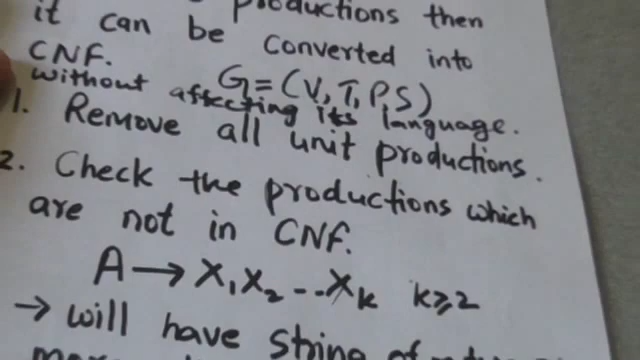 productions then
it can be converted into
CNF. G = (V, T, P, S)
without affecting its language.
1. Remove all unit productions.
2. Check the productions which
are not in CNF.
A → X₁X₂ -..Xₖ k≥2
→ will have string of